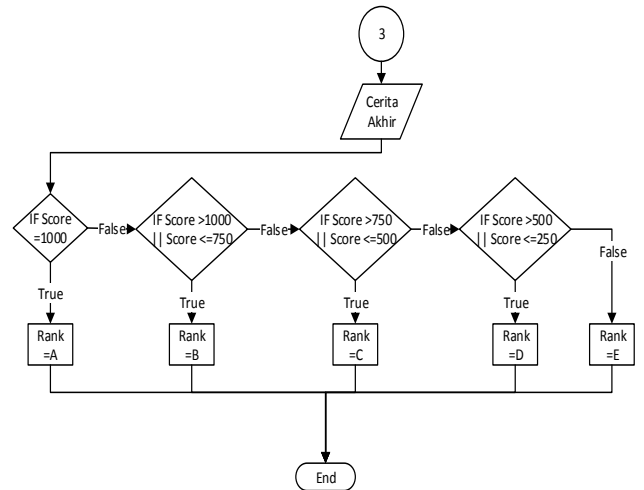 3
Cerita
Akhir
IF Score
=1000
False
IF Score >1000
|| Score <=750
False
IF Score >750
|| Score <=500
False
IF Score >500
|| Score <=250
False
True
True
True
True
Rank
=A
Rank
=B
Rank
=C
Rank
=D
Rank
=E
End